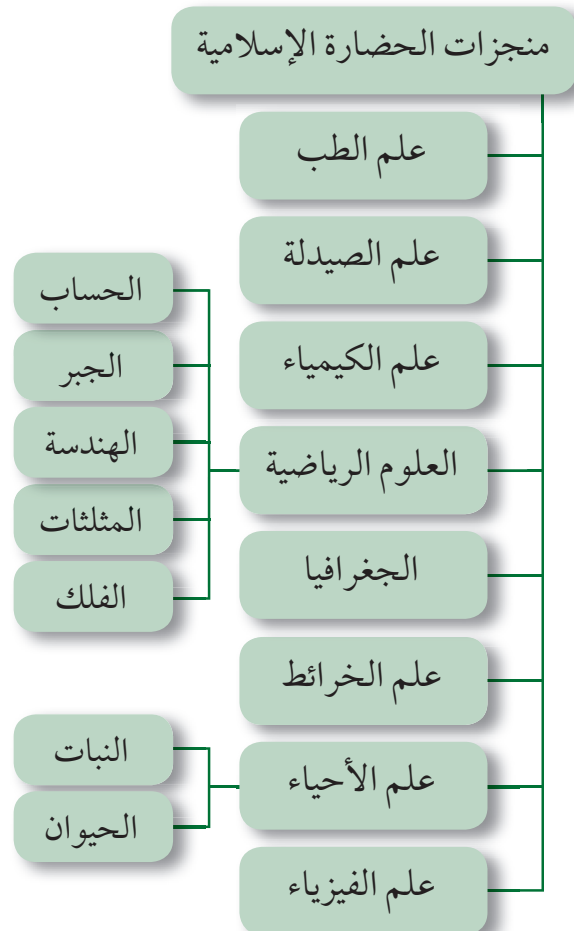 منجزات الحضارة الإسلامية
علم الطب
علم الصيدلة
علم الكيمياء
العلوم الرياضية
الحساب
الجبر
الهندسة
المثلثات
الفلك
الجغرافيا
علم الخرائط
علم الأحياء
النبات
الحيوان
علم الفيزياء